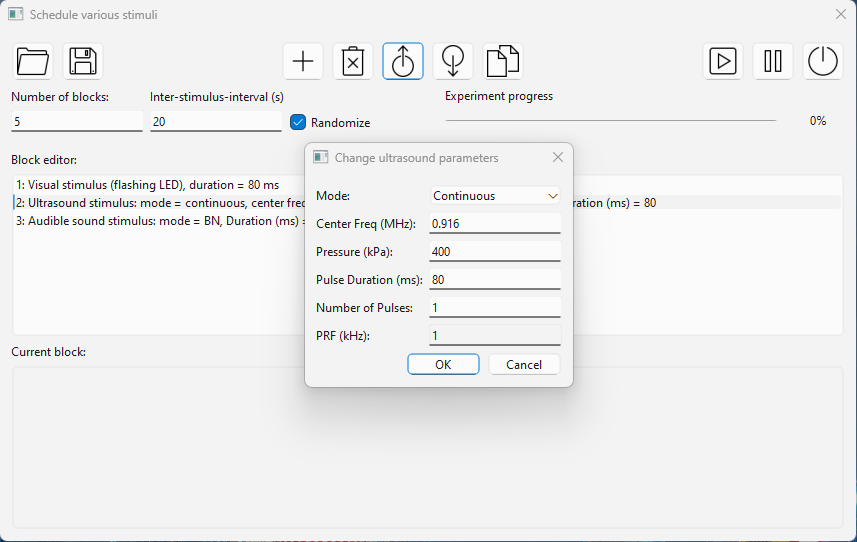 Schedule various stimuli
Number of blocks:
Inter-stimulus-interval (s)
Experiment progress
5
20
Randomize
0%
Block editor:
1: Visual stimulus (flashing LED), duration = 80 ms
2: Ultrasound stimulus: mode = continuous, center freq
ration (ms) = 80
3: Audible sound stimulus: mode = BN, Duration (ms) =
Change ultrasound parameters
Mode:
Continuous
Center Freq (MHz):
0.916
Pressure (kPa):
400
Pulse Duration (ms):
80
Number of Pulses:
1
PRF (kHz):
1
OK
Cancel
Current block: